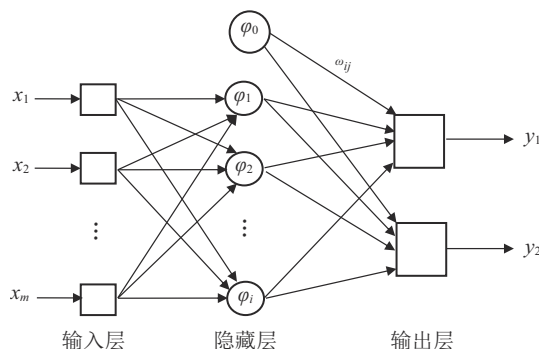 φ0
ωij
x1 φ1 y1
x2 φ2
⋮ ⋮
y2
xm φi
输入层 隐藏层 输出层